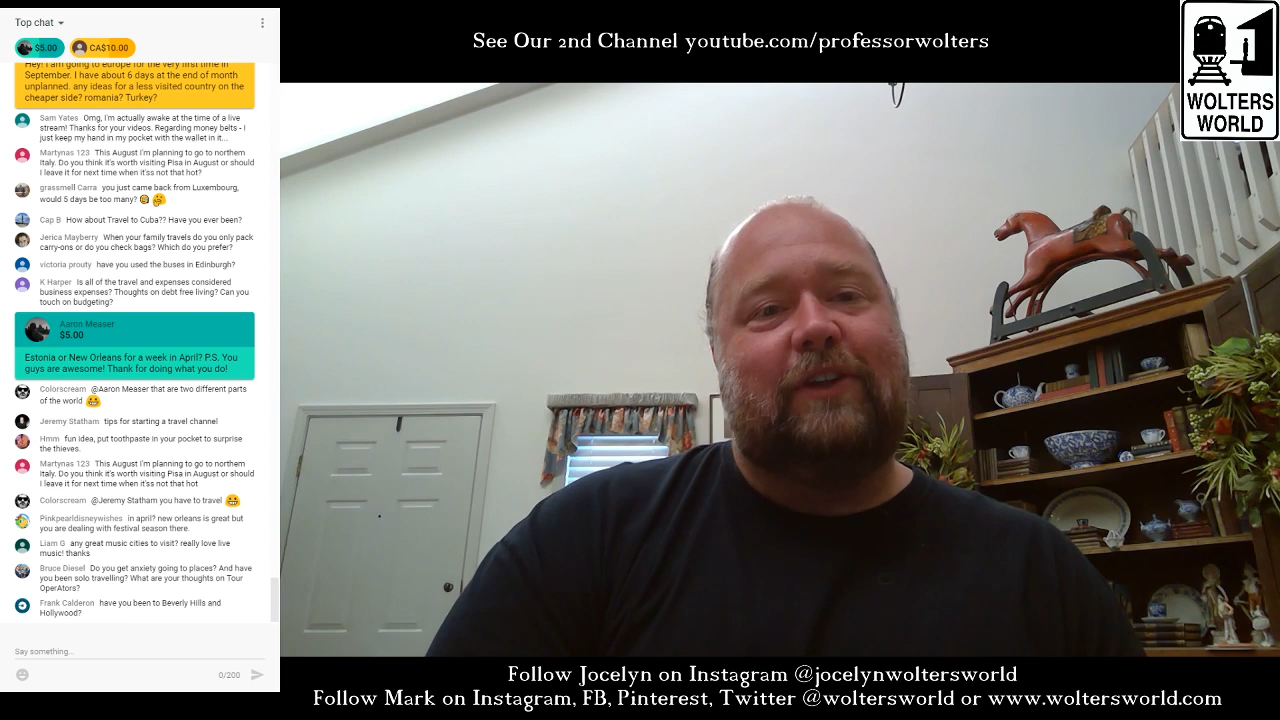 Top chat
$5.00
CA$10.00
Hey! I am going to europe for the very first time in
September. I have about 6 days at the end of month
unplanned. any ideas for a less visited country on the
cheaper side? romania? Turkey?
Sam Yates Omg, I'm actually awake at the time of a live
stream! Thanks for your videos. Regarding money belts - I
just keep my hand in my pocket with the wallet in it...
Martynas 123 This August I'm planning to go to northern
Italy. Do you think it's worth visiting Pisa in August or should
I leave it for next time when it'ss not that hot?
grassmell Carra you just came back from Luxembourg,
would 5 days be too many?
Cap B How about Travel to Cuba?? Have you ever been?
Jerica Mayberry When your family travels do you only pack
carry-ons or do you check bags? Which do you prefer?
victoria prouty have you used the buses in Edinburgh?
K Harper Is all of the travel and expenses considered
business expenses? Thoughts on debt free living? Can you
touch on budgeting?
Aaron Measer
$5.00
Estonia or New Orleans for a week in April? P.S. You
guys are awesome! Thank for doing what you do!
Colorscream @Aaron Measer that are two different parts
of the world
Jeremy Statham tips for starting a travel channel
Hmm fun idea, put toothpaste in your pocket to surprise
the thieves.
Martynas 123 This August I'm planning to go to northern
Italy. Do you think it's worth visiting Pisa in August or should
I leave it for next time when it'ss not that hot
Colorscream @Jeremy Statham you have to travel
Pinkpearldisneywishes in april? new orleans is great but
you are dealing with festival season there.
Liam G any great music cities to visit? really love live
music! thanks
Bruce Diesel Do you get anxiety going to places? And have
you been solo travelling? What are your thoughts on Tour
OperAtors?
Frank Calderon have you been to Beverly Hills and
Hollywood?
Say something...
0/200
See Our 2nd Channel youtube.com/professorwolters
WOLTERS
WORLD
Follow Jocelyn on Instagram @jocelynwoltersworld
Follow Mark on Instagram, FB, Pinterest, Twitter @woltersworld or www.woltersworld.com